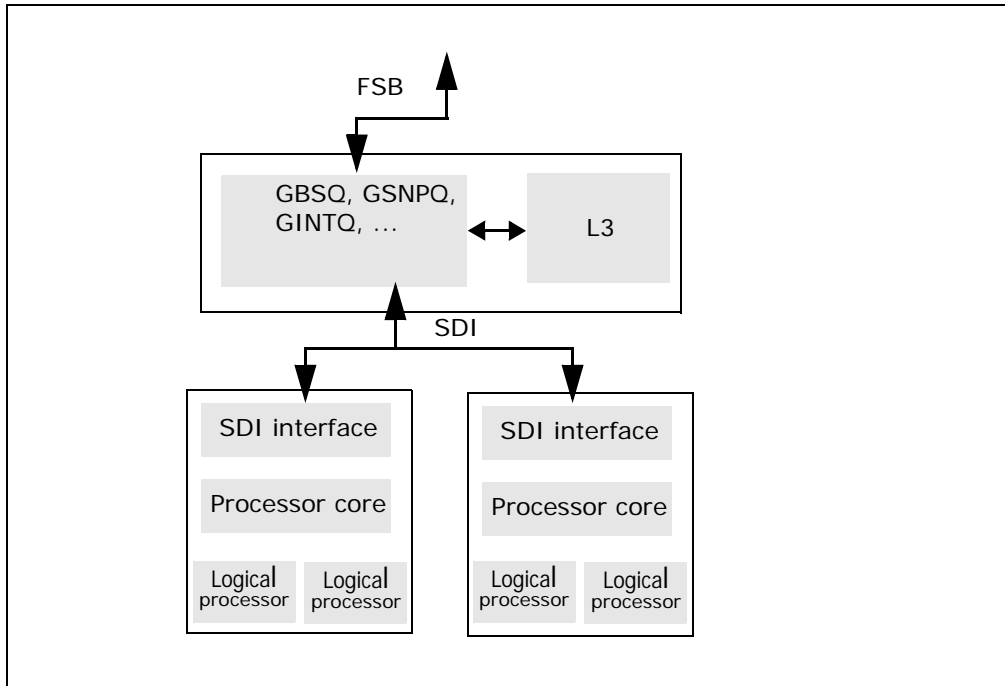 FSB
GBSQ, GSNPQ,
GINTQ, ...
L3
SDI
SDI interface
Processor core
Logical
processor
Logical
processor
SDI interface
Processor core
Logical
processor
Logical
processor